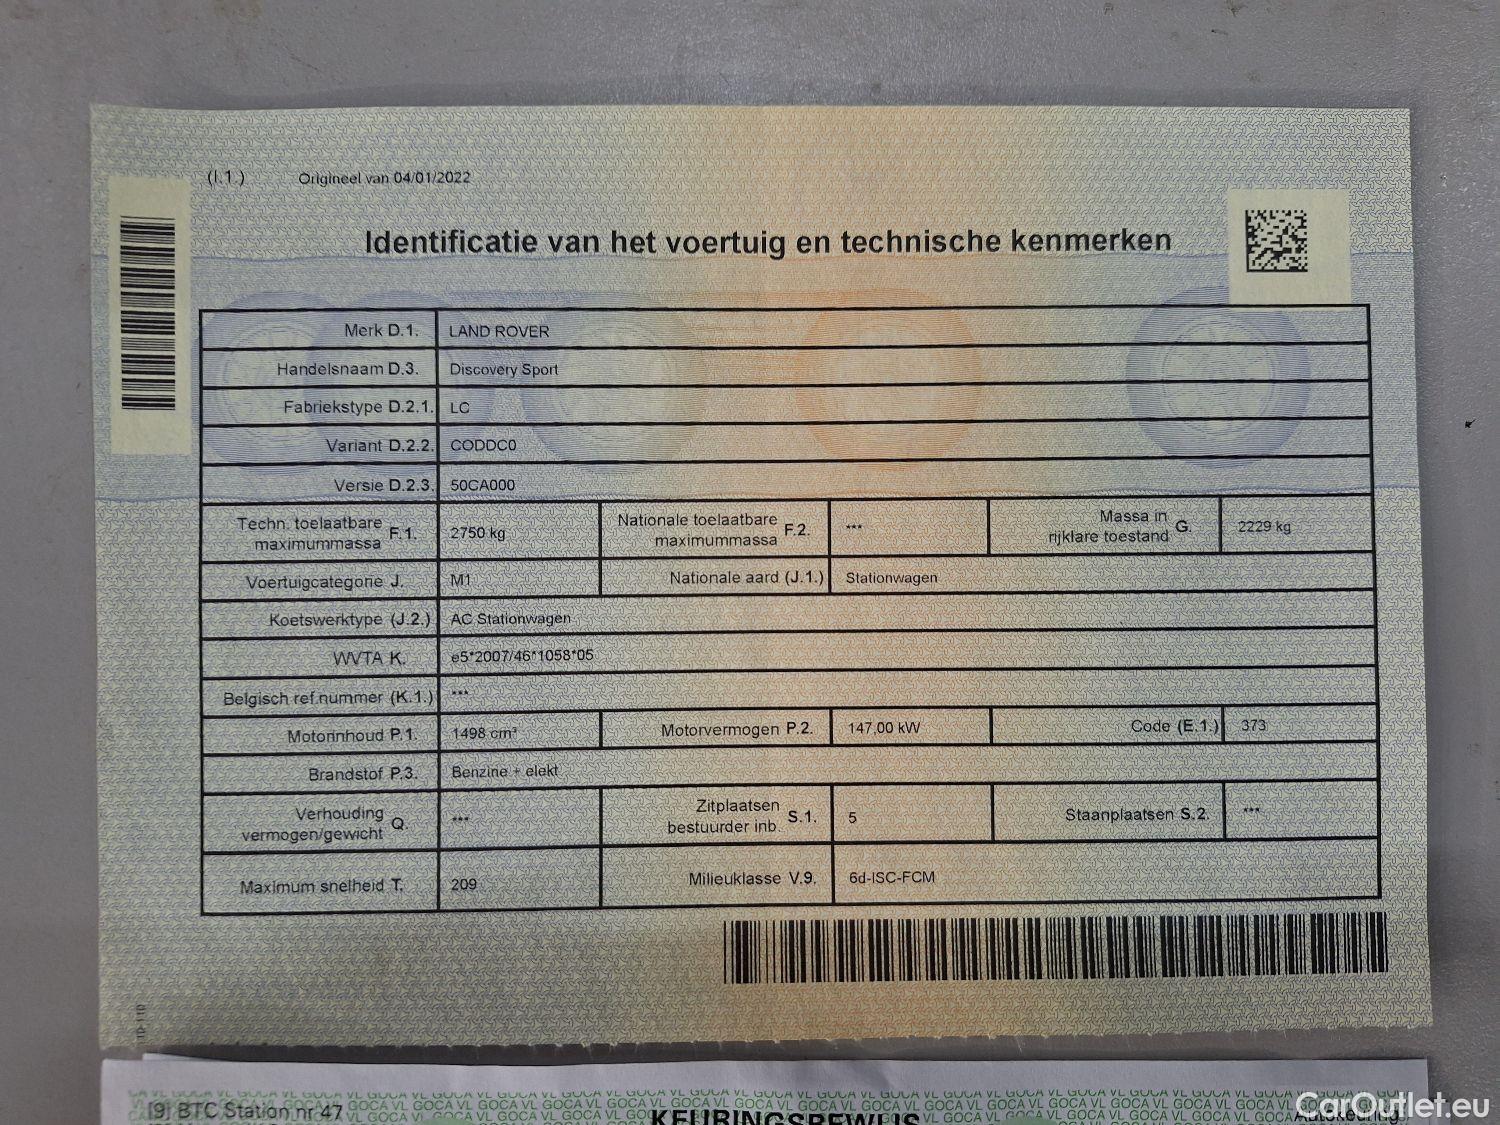 (I.1.) Origineel van 04/01/2022
Identificatie van het voertuig en technische kenmerken
Merk D.1. LAND ROVER
Handelsnaam D.3. Discovery Sport
Fabriekstype D.2.1. LC
Variant D.2.2. CODDC0
Versie D.2.3. 50CA000
Techn. toelaatbare maximummassa F.1. 2750 kg Nationale toelaatbare maximummassa F.2. *** Massa in rijklare toestand G. 2229 kg
Voertuigcategorie J. M1 Nationale aard (J.1.) Stationwagen
Koetswerktype (J.2.) AC Stationwagen
WVTA K. e5*2007/46*1058*05
Belgisch ref.nummer (K.1.) ***
Motorinhoud P.1. 1498 cm³ Motorvermogen P.2. 147,00 kW Code (E.1.) 373
Brandstof P.3. Benzine + elekt
Verhouding vermogen/gewicht Q. *** Zitplaatsen bestuurder inb. S.1. 5 Staanplaatsen S.2. ***
Maximum snelheid T. 209 Milieuklasse V.9. 6d-ISC-FCM
[9] BTC Station nr 47
KEURINGSBEWIJS
CarOutlet.eu